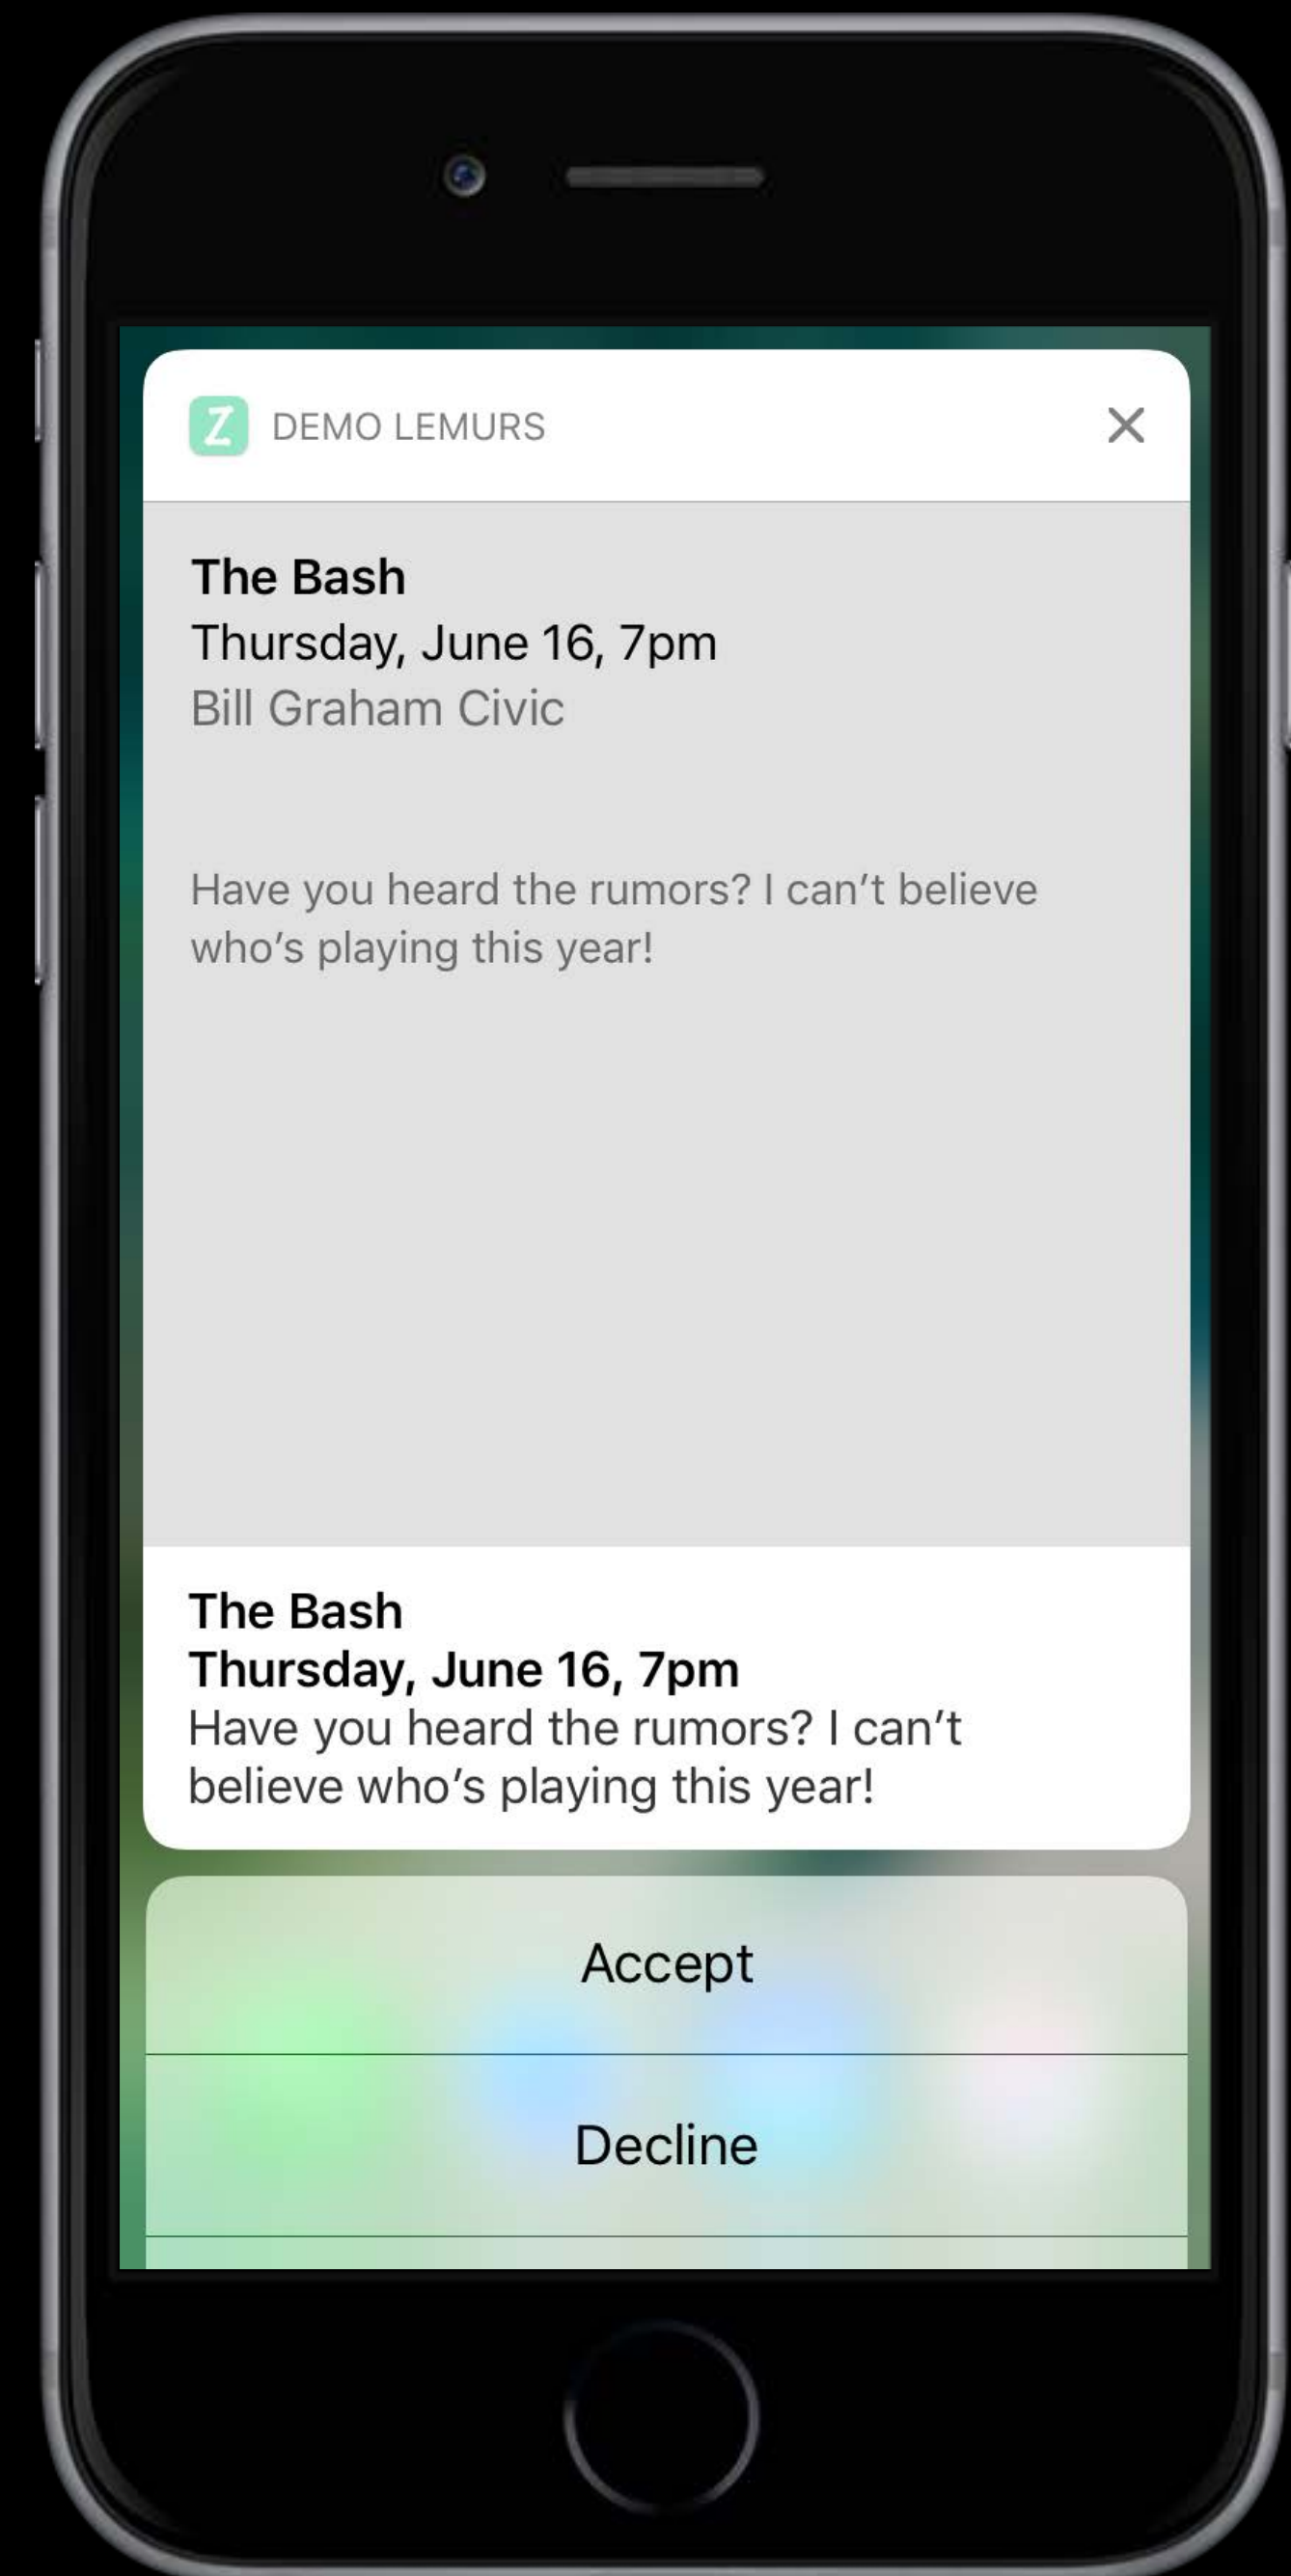 Z DEMO LEMURS
The Bash
Thursday, June 16, 7pm
Bill Graham Civic
Have you heard the rumors? I can’t believe
who’s playing this year!
The Bash
Thursday, June 16, 7pm
Have you heard the rumors? I can’t
believe who’s playing this year!
Accept
Decline